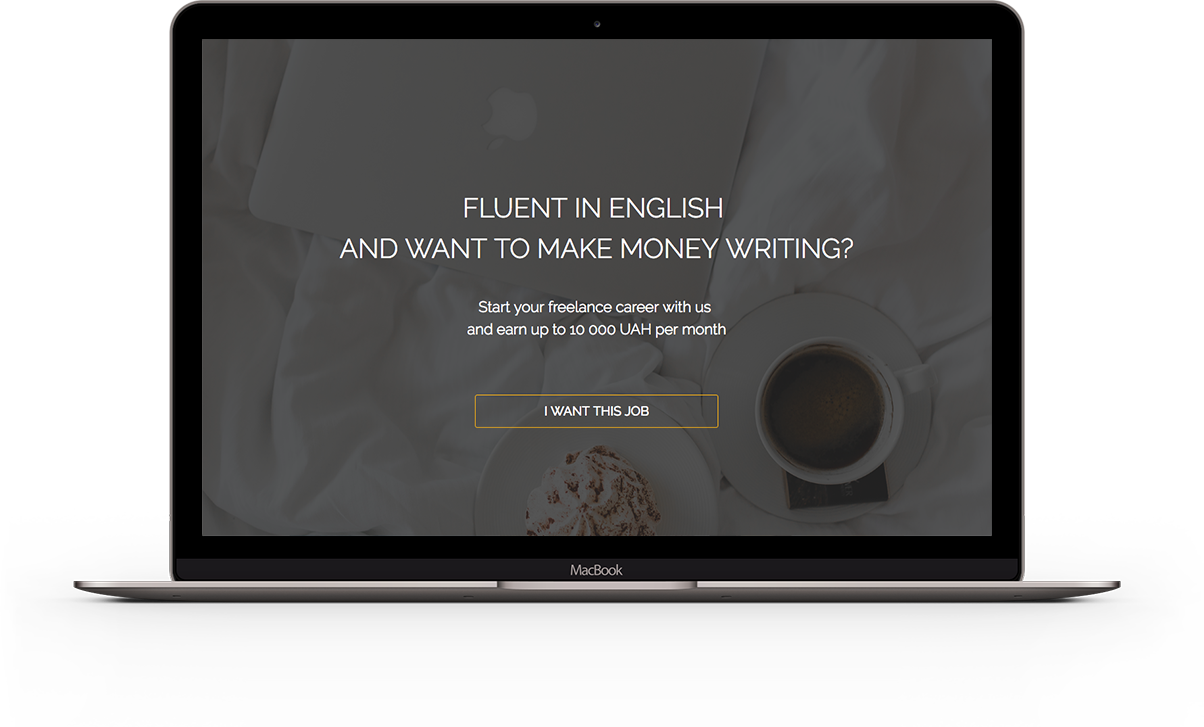 FLUENT IN ENGLISH
AND WANT TO MAKE MONEY WRITING?
Start your freelance career with us
and earn up to 10 000 UAH per month
I WANT THIS JOB
MacBook